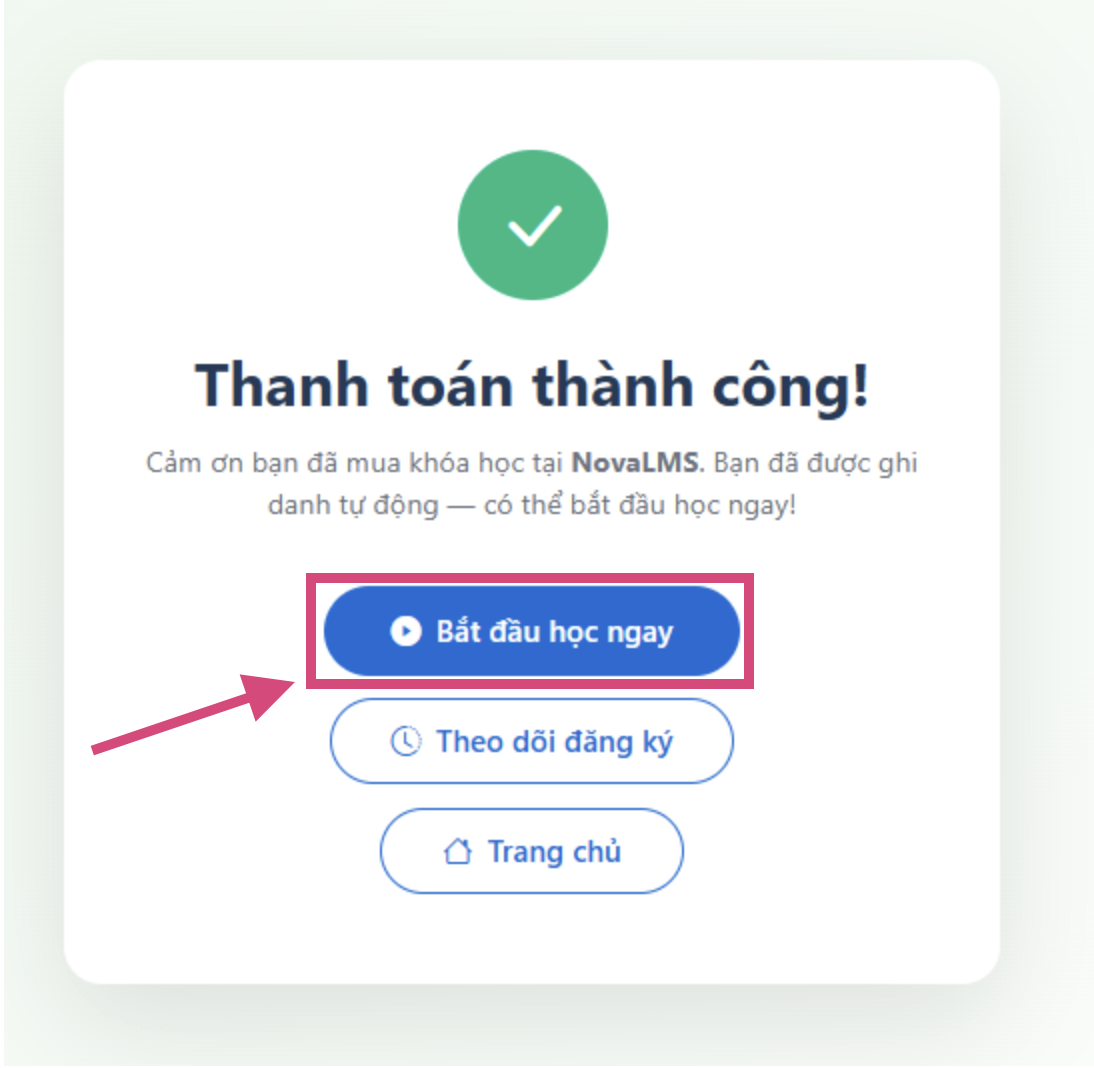 Thanh toán thành công!
Cảm ơn bạn đã mua khóa học tại NovaLMS. Bạn đã được ghi
danh tự động — có thể bắt đầu học ngay!
Bắt đầu học ngay
Theo dõi đăng ký
Trang chủ